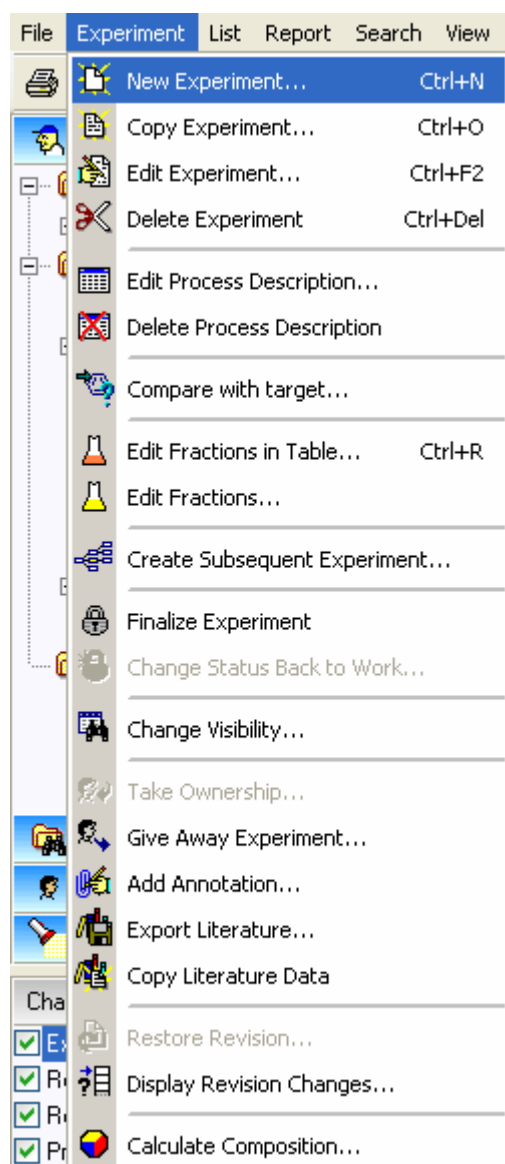 File Experiment List Report Search View
New Experiment... Ctrl+N
Copy Experiment... Ctrl+O
Edit Experiment... Ctrl+F2
Delete Experiment Ctrl+Del
Edit Process Description...
Delete Process Description
Compare with target...
Edit Fractions in Table... Ctrl+R
Edit Fractions...
Create Subsequent Experiment...
Finalize Experiment
Change Status Back to Work...
Change Visibility...
Take Ownership...
Give Away Experiment...
Add Annotation...
Export Literature...
Copy Literature Data
Restore Revision...
Display Revision Changes...
Calculate Composition...